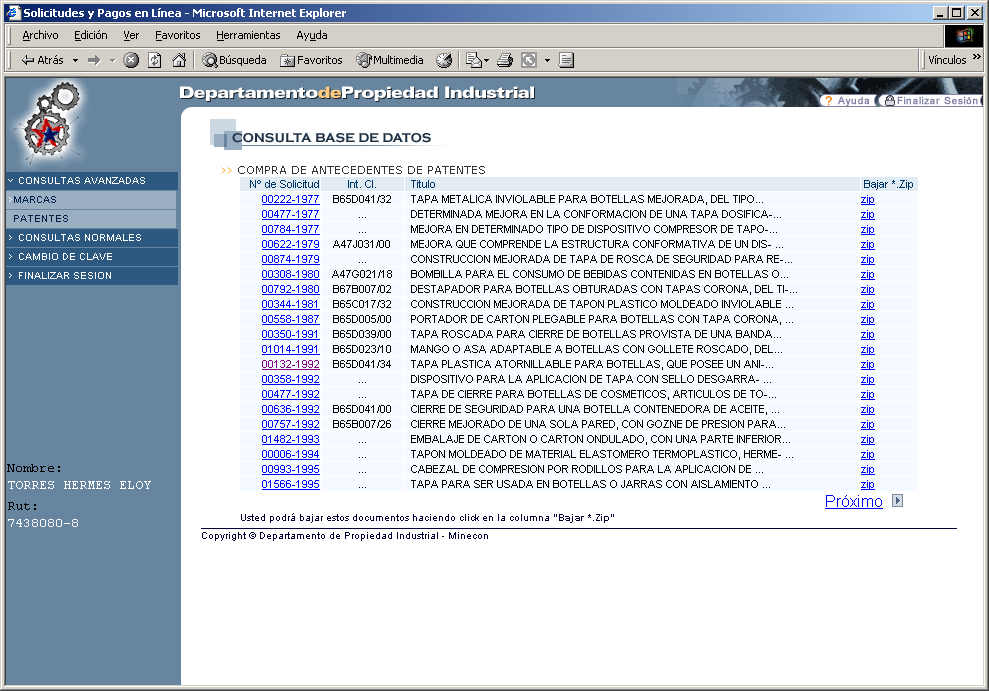 Solicitudes y Pagos en Línea - Microsoft Internet Explorer
Archivo Edición Ver Favoritos Herramientas Ayuda
Atrás Búsqueda Favoritos Multimedia Vínculos »
DepartamentodePropiedad Industrial
? Ayuda Finalizar Sesión
CONSULTA BASE DE DATOS
CONSULTAS AVANZADAS
MARCAS
PATENTES
> CONSULTAS NORMALES
> CAMBIO DE CLAVE
> FINALIZAR SESION
Nombre:
TORRES HERMES ELOY
Rut:
7438080-8
>> COMPRA DE ANTECEDENTES DE PATENTES
Nº de Solicitud Int. Cl. Título Bajar *.Zip
00222-1977 B65D041/32 TAPA METALICA INVIOLABLE PARA BOTELLAS MEJORADA, DEL TIPO... zip
00477-1977 ... DETERMINADA MEJORA EN LA CONFORMACION DE UNA TAPA DOSIFICA-... zip
00784-1977 ... MEJORA EN DETERMINADO TIPO DE DISPOSITIVO COMPRESOR DE TAPO-... zip
00622-1979 A47J031/00 MEJORA QUE COMPRENDE LA ESTRUCTURA CONFORMATIVA DE UN DIS- ... zip
00874-1979 ... CONSTRUCCION MEJORADA DE TAPA DE ROSCA DE SEGURIDAD PARA RE-... zip
00308-1980 A47G021/18 BOMBILLA PARA EL CONSUMO DE BEBIDAS CONTENIDAS EN BOTELLAS O... zip
00792-1980 B67B007/02 DESTAPADOR PARA BOTELLAS OBTURADAS CON TAPAS CORONA, DEL TI-... zip
00344-1981 B65C017/32 CONSTRUCCION MEJORADA DE TAPON PLASTICO MOLDEADO INVIOLABLE ... zip
00558-1987 B65D005/00 PORTADOR DE CARTON PLEGABLE PARA BOTELLAS CON TAPA CORONA, ... zip
00350-1991 B65D039/00 TAPA ROSCADA PARA CIERRE DE BOTELLAS PROVISTA DE UNA BANDA... zip
01014-1991 B65D023/10 MANGO O ASA ADAPTABLE A BOTELLAS CON GOLLETE ROSCADO, DEL... zip
00132-1992 B65D041/34 TAPA PLASTICA ATORNILLABLE PARA BOTELLAS, QUE POSEE UN ANI-... zip
00358-1992 ... DISPOSITIVO PARA LA APLICACION DE TAPA CON SELLO DESGARRA- ... zip
00477-1992 ... TAPA DE CIERRE PARA BOTELLAS DE COSMETICOS, ARTICULOS DE TO-... zip
00636-1992 B65D041/00 CIERRE DE SEGURIDAD PARA UNA BOTELLA CONTENEDORA DE ACEITE, ... zip
00757-1992 B65B007/26 CIERRE MEJORADO DE UNA SOLA PARED, CON GOZNE DE PRESION PARA... zip
01482-1993 ... EMBALAJE DE CARTON O CARTON ONDULADO, CON UNA PARTE INFERIOR... zip
00006-1994 ... TAPON MOLDEADO DE MATERIAL ELASTOMERO TERMOPLASTICO, HERME- ... zip
00993-1995 ... CABEZAL DE COMPRESION POR RODILLOS PARA LA APLICACION DE ... zip
01566-1995 ... TAPA PARA SER USADA EN BOTELLAS O JARRAS CON AISLAMIENTO ... zip
Próximo
Usted podrá bajar estos documentos haciendo click en la columna "Bajar *.Zip"
Copyright © Departamento de Propiedad Industrial - Minecon